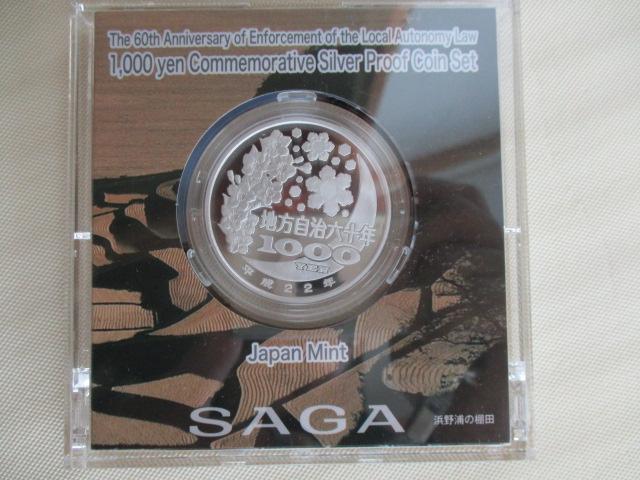 The 60th Anniversary of Enforcement of the Local Autonomy Law
1,000 yen Commemorative Silver Proof Coin Set
地方自治六十年
1000
YEN
平成22年
Japan Mint
SAGA
浜野浦の棚田